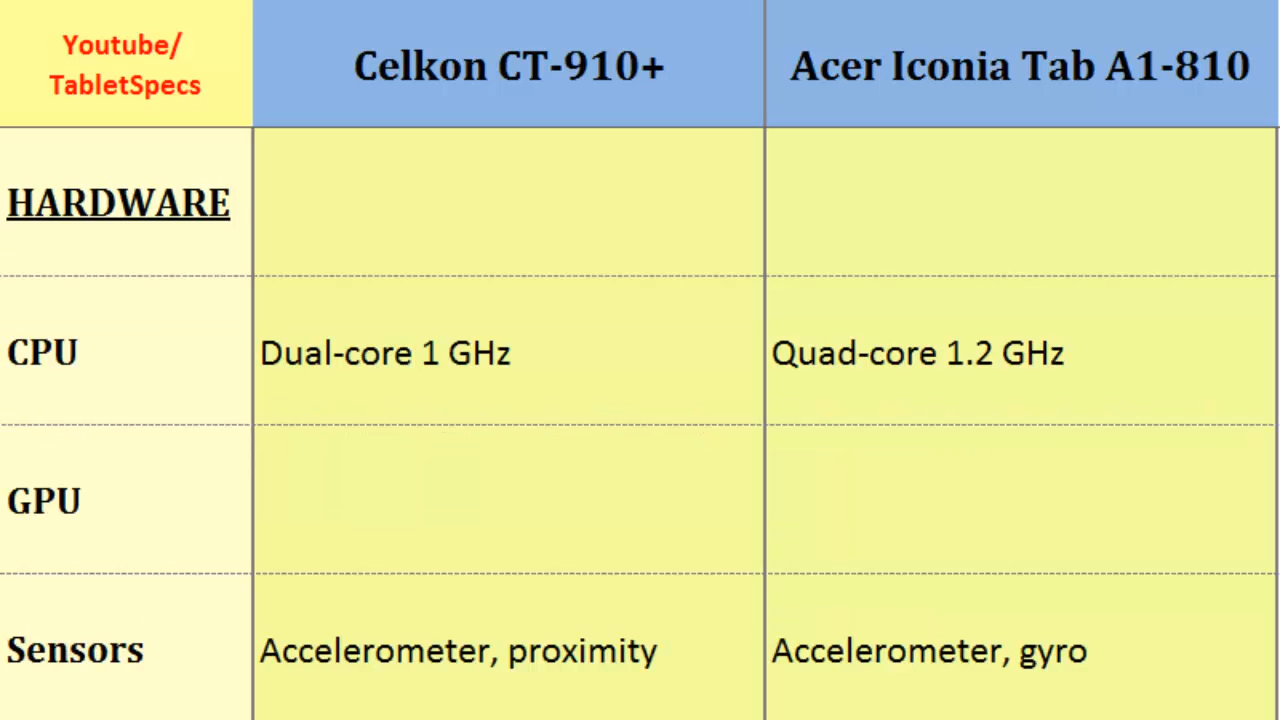 Youtube/
TabletSpecs
Celkon CT-910+
Acer Iconia Tab A1-810
HARDWARE
CPU
Dual-core 1 GHz
Quad-core 1.2 GHz
GPU
Sensors
Accelerometer, proximity
Accelerometer, gyro